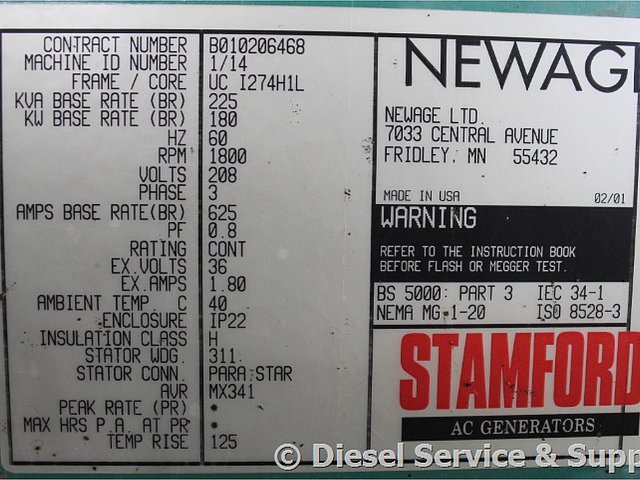 CONTRACT NUMBER B010206468
MACHINE ID NUMBER 1/14
FRAME / CORE UC I274H1L
KVA BASE RATE (BR) 225
KW BASE RATE (BR) 180
HZ 60
RPM 1800
VOLTS 208
PHASE 3
AMPS BASE RATE(BR) 625
PF 0.8
RATING CONT
EX.VOLTS 36
EX.AMPS 1.80
AMBIENT TEMP. C 40
ENCLOSURE IP22
INSULATION CLASS H
STATOR WDG. 311
STATOR CONN. PARA.STAR
AVR MX341
PEAK RATE (PR) *
MAX HRS P.A. AT PR *
TEMP RISE 125
NEWAG
NEWAGE LTD.
7033 CENTRAL AVENUE
FRIDLEY. MN 55432
MADE IN USA 02/01
WARNING
REFER TO THE INSTRUCTION BOOK
BEFORE FLASH OR MEGGER TEST.
BS 5000: PART 3 IEC 34-1
NEMA MG 1-20 ISO 8528-3
STAMFORD
AC GENERATORS
© Diesel Service & Supp